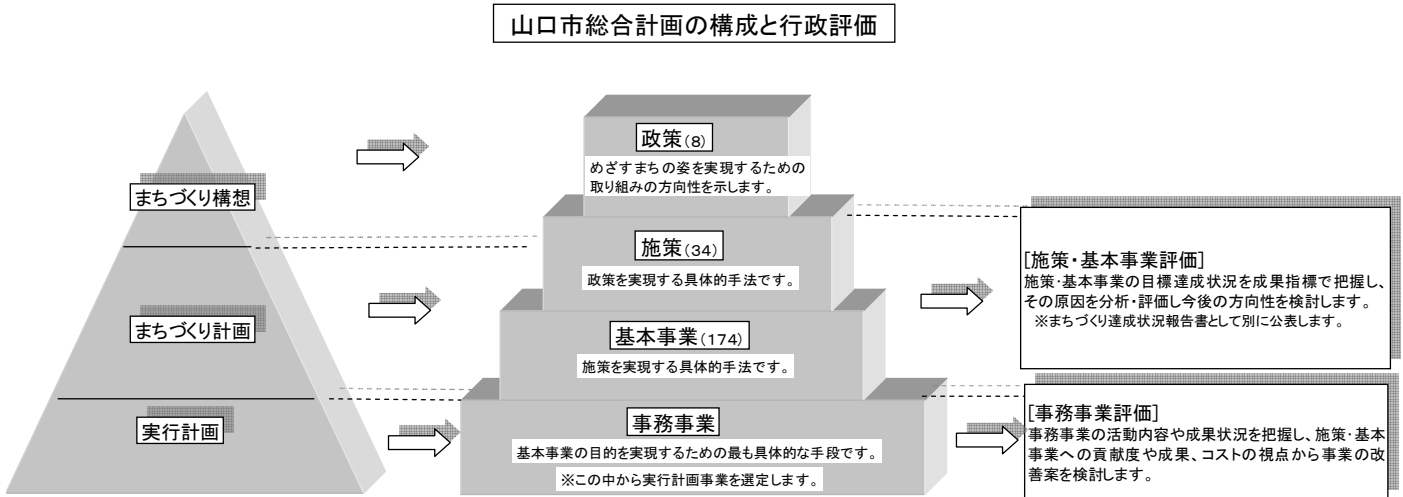 山口市総合計画の構成と行政評価
まちづくり構想
まちづくり計画
実行計画
政策(8)
めざすまちの姿を実現するための
取り組みの方向性を示します。
施策(34)
政策を実現する具体的手法です。
基本事業(174)
施策を実現する具体的手法です。
事務事業
基本事業の目的を実現するための最も具体的な手段です。
※この中から実行計画事業を選定します。
[施策・基本事業評価]
施策・基本事業の目標達成状況を成果指標で把握し、
その原因を分析・評価し今後の方向性を検討します。
※まちづくり達成状況報告書として別に公表します。
[事務事業評価]
事務事業の活動内容や成果状況を把握し、施策・基本
事業への貢献度や成果、コストの視点から事業の改
善案を検討します。